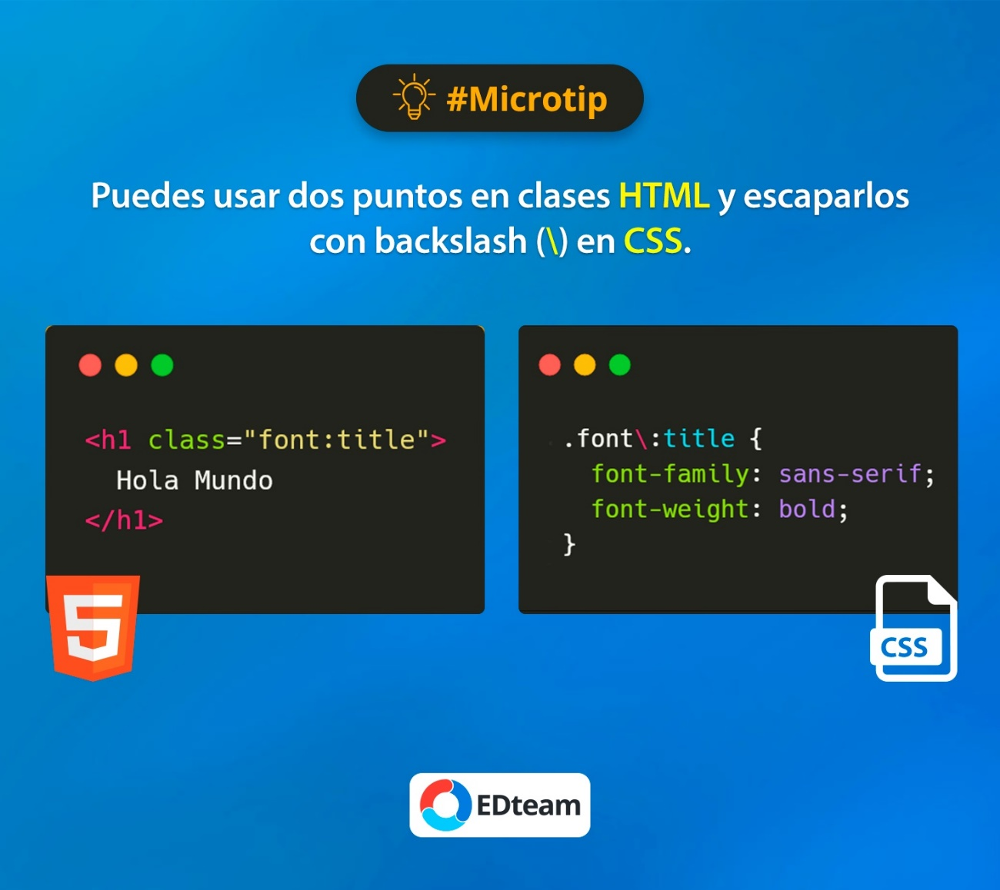 #Microtip
Puedes usar dos puntos en clases HTML y escaparlos
con backslash (\) en CSS.
<h1 class="font:title">
  Hola Mundo
</h1>
.font\:title {
  font-family: sans-serif;
  font-weight: bold;
}
5
CSS
EDteam